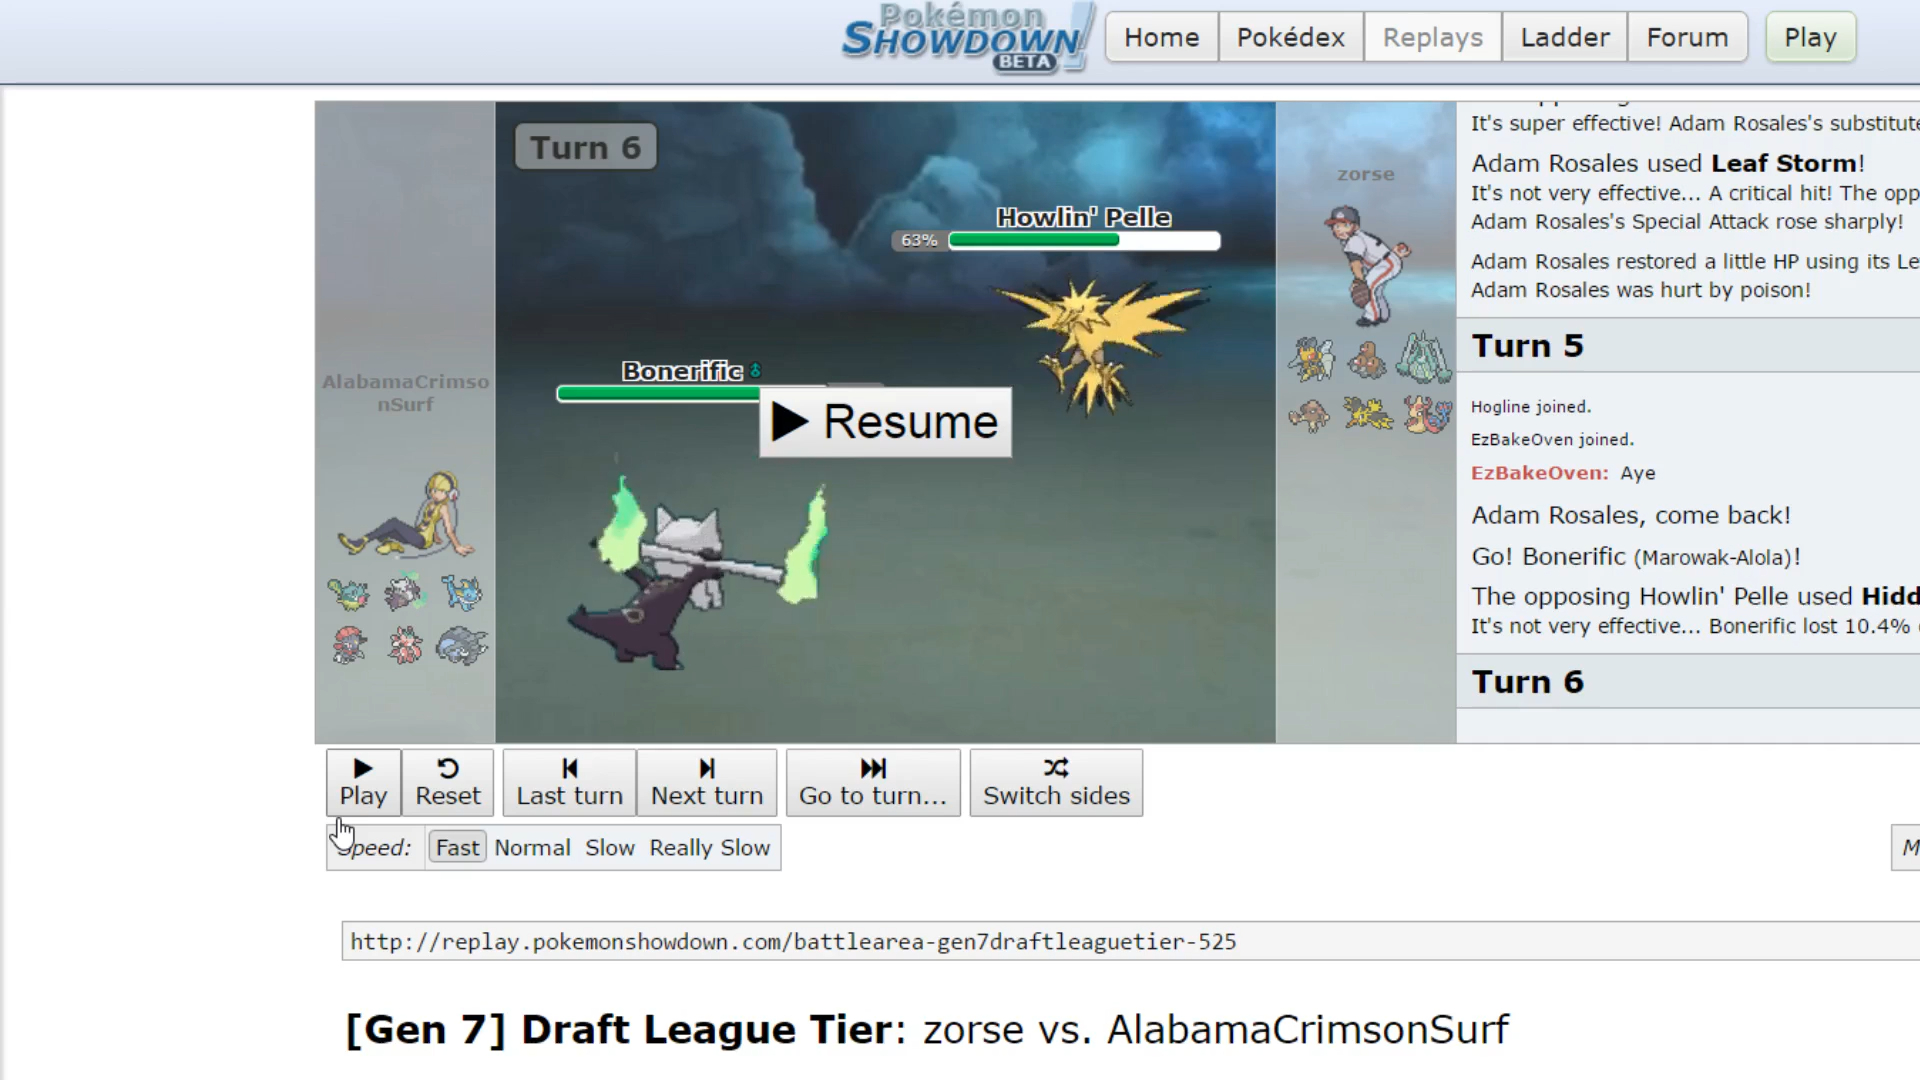 Pokémon
SHOWDOWN!
BETA
Home
Pokédex
Replays
Ladder
Forum
Play
Turn 6
Howlin' Pelle
63%
Bonerific
Resume
AlabamaCrimso
nSurf
zorse
It's super effective! Adam Rosales's substitute
Adam Rosales used Leaf Storm!
It's not very effective... A critical hit! The opp
Adam Rosales's Special Attack rose sharply!
Adam Rosales restored a little HP using its Le
Adam Rosales was hurt by poison!
Turn 5
Hogline joined.
EzBakeOven joined.
EzBakeOven: Aye
Adam Rosales, come back!
Go! Bonerific (Marowak-Alola)!
The opposing Howlin' Pelle used Hidd
It's not very effective... Bonerific lost 10.4%
Turn 6
Play
Reset
Last turn
Next turn
Go to turn...
Switch sides
Speed:
Fast
Normal
Slow
Really Slow
M
http://replay.pokemonshowdown.com/battlearea-gen7draftleaguetier-525
[Gen 7] Draft League Tier: zorse vs. AlabamaCrimsonSurf